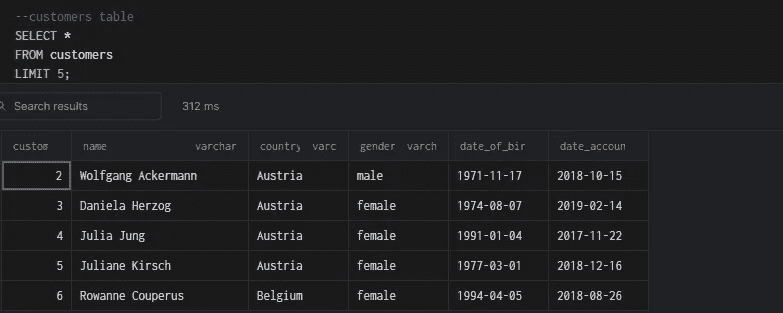 --customers table
SELECT *
FROM customers
LIMIT 5;
Search results 312 ms
custom name varchar country varc gender varch date_of_bir date_accoun
2 Wolfgang Ackermann Austria male 1971-11-17 2018-10-15
3 Daniela Herzog Austria female 1974-08-07 2019-02-14
4 Julia Jung Austria female 1991-01-04 2017-11-22
5 Juliane Kirsch Austria female 1977-03-01 2018-12-16
6 Rowanne Couperus Belgium female 1994-04-05 2018-08-26